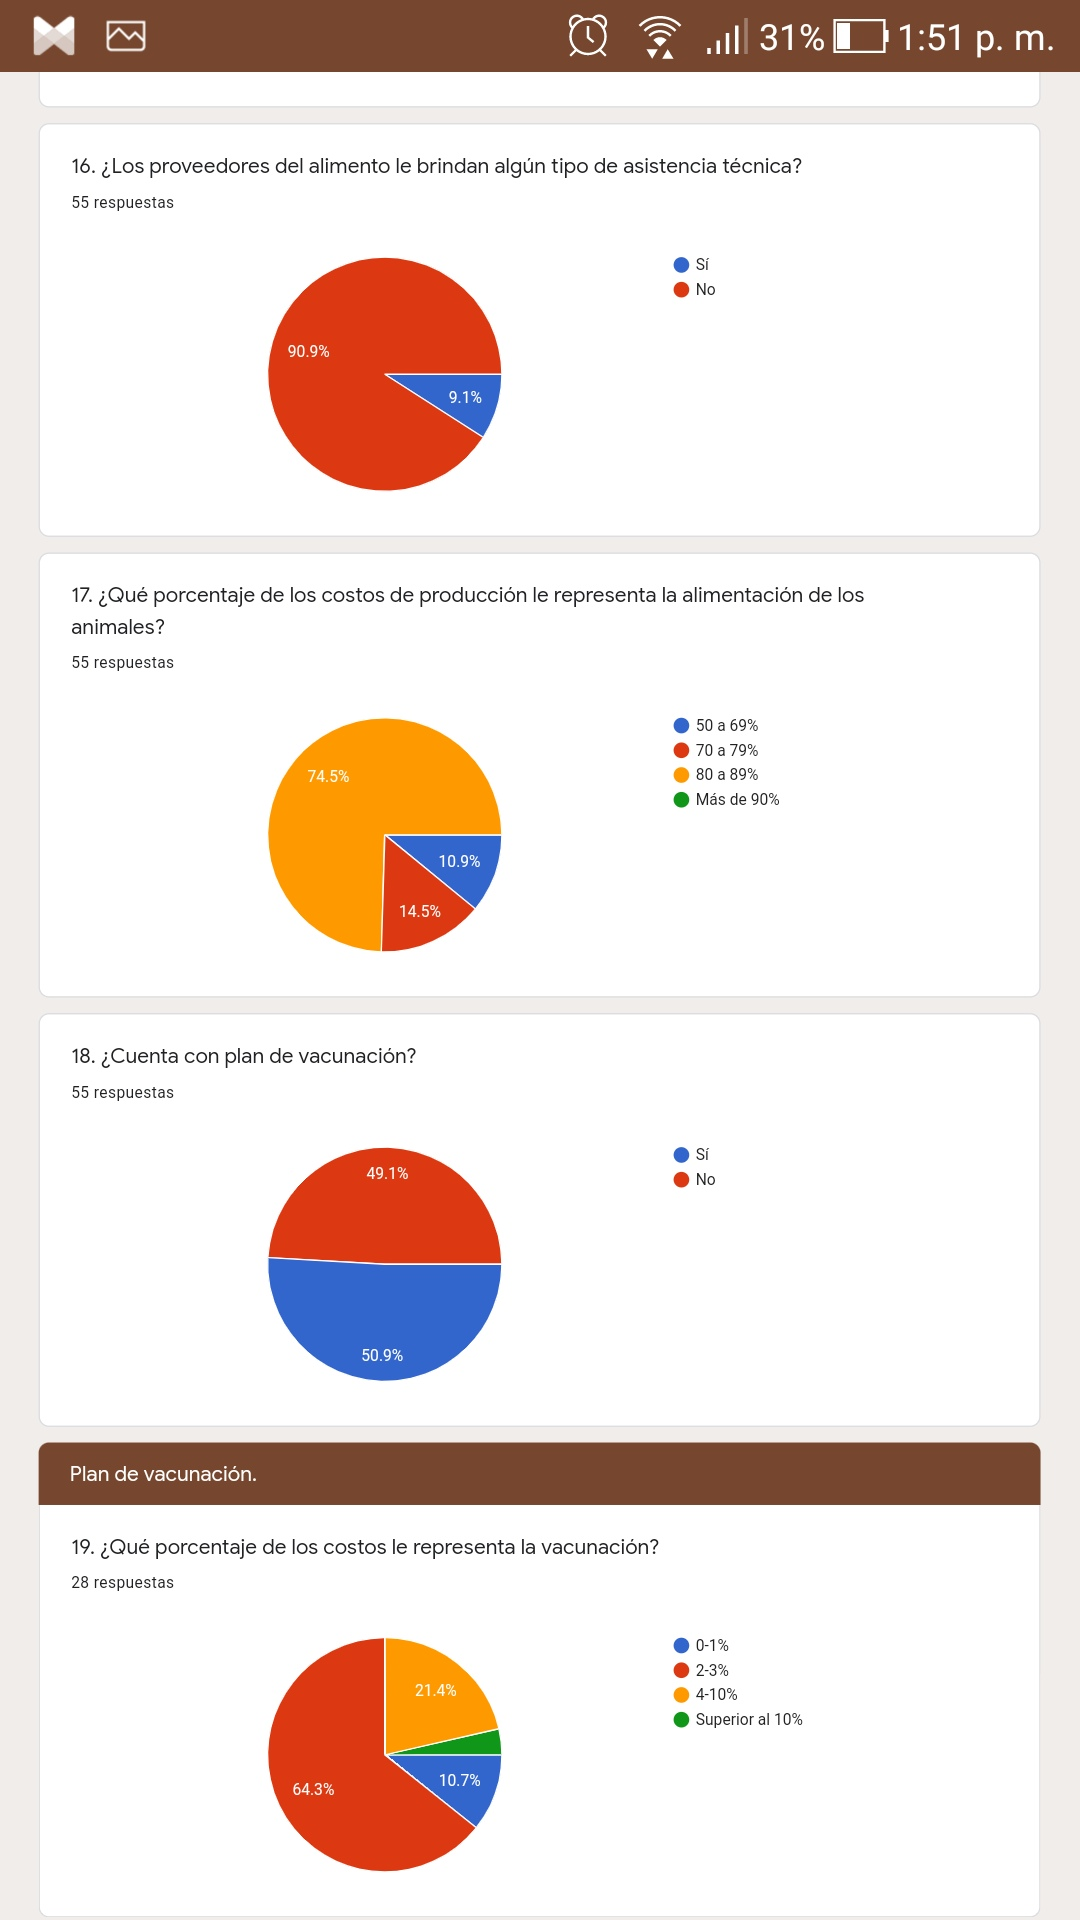 31% 1:51 p. m.
16. ¿Los proveedores del alimento le brindan algún tipo de asistencia técnica?
55 respuestas
Sí
No
90.9%
9.1%
17. ¿Qué porcentaje de los costos de producción le representa la alimentación de los
animales?
55 respuestas
50 a 69%
70 a 79%
80 a 89%
Más de 90%
74.5%
10.9%
14.5%
18. ¿Cuenta con plan de vacunación?
55 respuestas
Sí
No
49.1%
50.9%
Plan de vacunación.
19. ¿Qué porcentaje de los costos le representa la vacunación?
28 respuestas
0-1%
2-3%
4-10%
Superior al 10%
21.4%
10.7%
64.3%